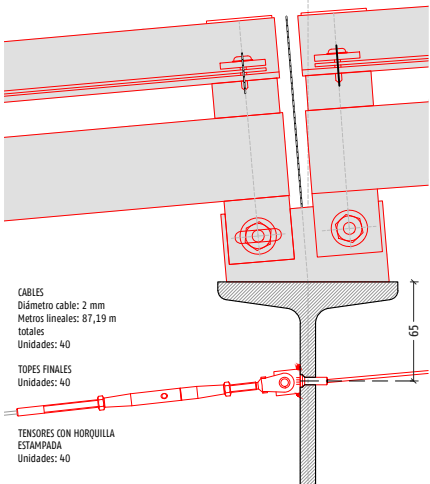 CABLES
Diámetro cable: 2 mm
Metros lineales: 87,19 m
totales
Unidades: 40
TOPES FINALES
Unidades: 40
TENSORES CON HORQUILLA
ESTAMPADA
Unidades: 40
65